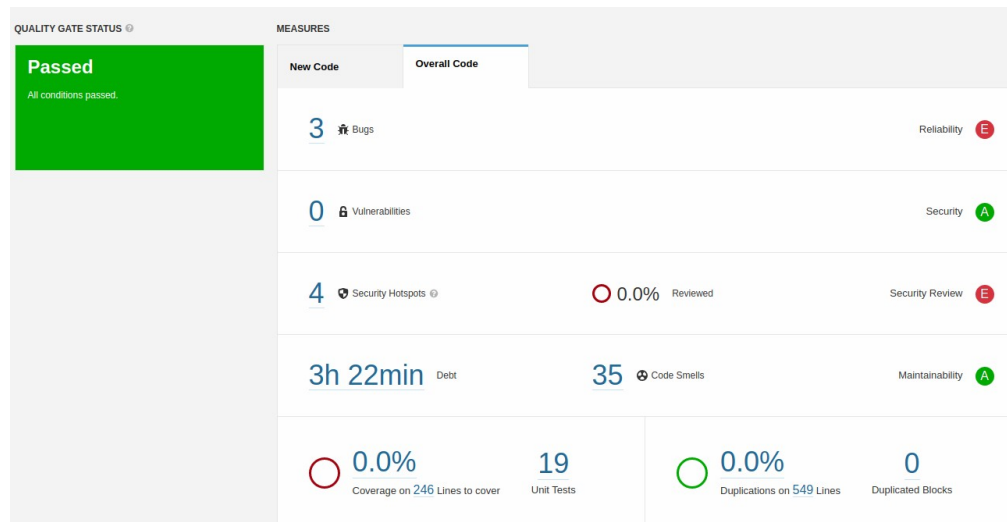 QUALITY GATE STATUS
MEASURES
Passed
All conditions passed.
New Code
Overall Code
3 Bugs
Reliability E
0 Vulnerabilities
Security A
4 Security Hotspots
0.0% Reviewed
Security Review E
3h 22min Debt
35 Code Smells
Maintainability A
0.0%
Coverage on 246 Lines to cover
19
Unit Tests
0.0%
Duplications on 549 Lines
0
Duplicated Blocks